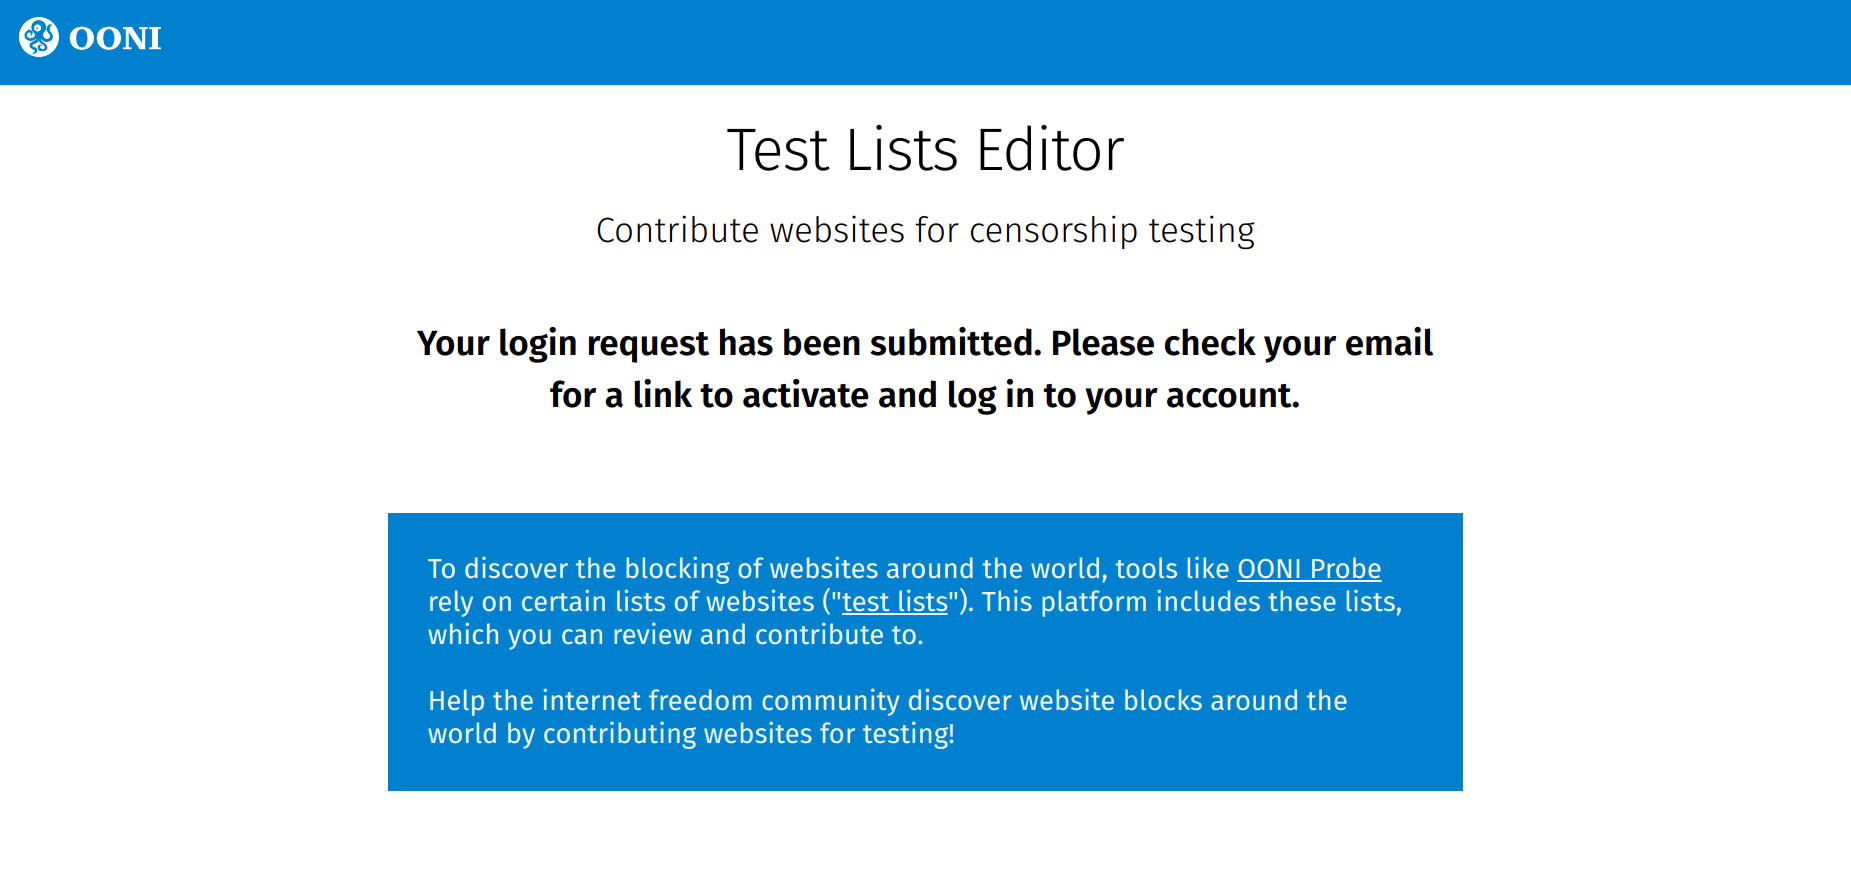 OONI
Test Lists Editor
Contribute websites for censorship testing
Your login request has been submitted. Please check your email
for a link to activate and log in to your account.
To discover the blocking of websites around the world, tools like OONI Probe
rely on certain lists of websites ("test lists"). This platform includes these lists,
which you can review and contribute to.
Help the internet freedom community discover website blocks around the
world by contributing websites for testing!